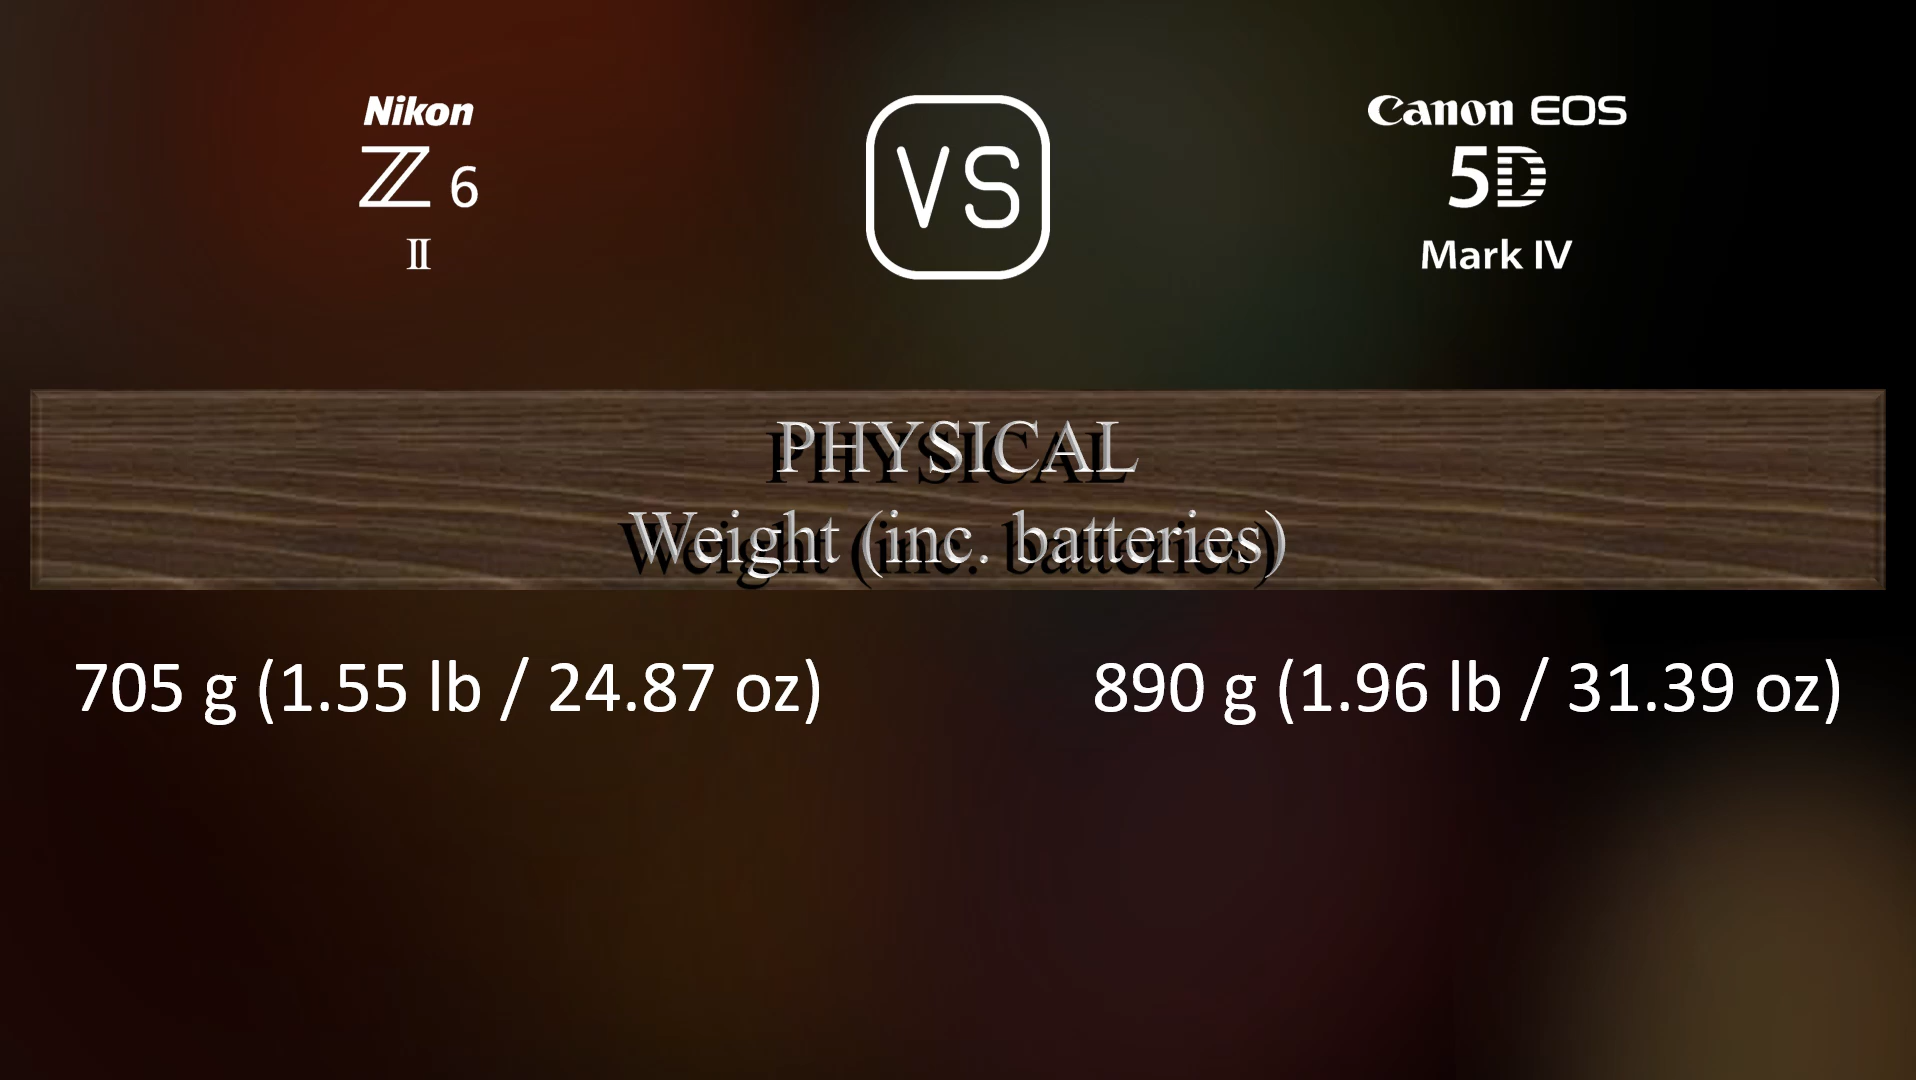 Nikon
Z 6
II
VS
Canon EOS
5D
Mark IV
PHYSICAL
Weight (inc. batteries)
705 g (1.55 lb / 24.87 oz)
890 g (1.96 lb / 31.39 oz)